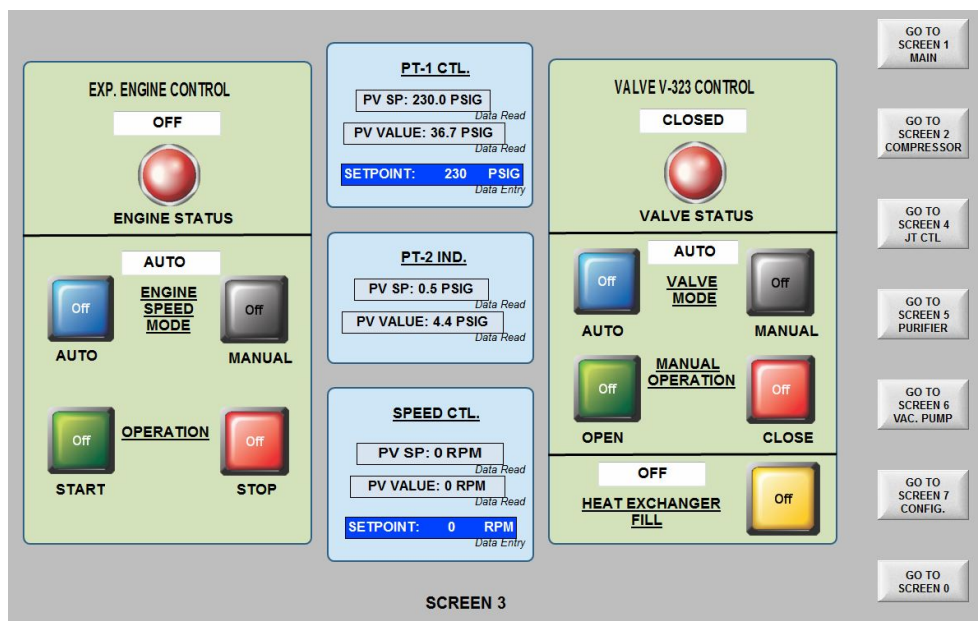 EXP. ENGINE CONTROL
OFF
ENGINE STATUS
AUTO
Off
ENGINE
SPEED
MODE
Off
AUTO
MANUAL
Off
OPERATION
Off
START
STOP
PT-1 CTL.
PV SP: 230.0 PSIG
Data Read
PV VALUE: 36.7 PSIG
Data Read
SETPOINT: 230 PSIG
Data Entry
PT-2 IND.
PV SP: 0.5 PSIG
Data Read
PV VALUE: 4.4 PSIG
Data Read
SPEED CTL.
PV SP: 0 RPM
Data Read
PV VALUE: 0 RPM
Data Read
SETPOINT: 0 RPM
Data Entry
VALVE V-323 CONTROL
CLOSED
VALVE STATUS
AUTO
Off
VALVE
MODE
Off
AUTO
MANUAL
MANUAL
OPERATION
Off
Off
OPEN
CLOSE
OFF
HEAT EXCHANGER
FILL
Off
GO TO
SCREEN 1
MAIN
GO TO
SCREEN 2
COMPRESSOR
GO TO
SCREEN 4
JT CTL
GO TO
SCREEN 5
PURIFIER
GO TO
SCREEN 6
VAC. PUMP
GO TO
SCREEN 7
CONFIG.
GO TO
SCREEN 0
SCREEN 3